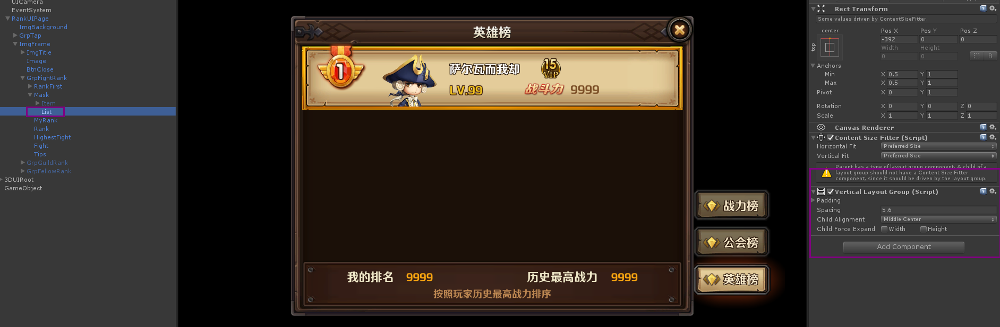 UICamera
EventSystem
RankUIPage
ImgBackground
GrpTap
ImgFrame
ImgTitle
Image
BtnClose
GrpFightRank
RankFirst
Mask
Item
List
MyRank
Rank
HighestFight
Fight
Tips
GrpGuildRank
GrpFellowRank
3DUIRoot
GameObject
英雄榜
1
萨尔瓦而我却
15
VIP
LV.99
战斗力 9999
战力榜
公会榜
英雄榜
我的排名 9999
历史最高战力 9999
按照玩家历史最高战力排序
Rect Transform
Some values driven by ContentSizeFitter.
center
top
Pos X Pos Y Pos Z
-392 0 0
Width Height
0 0
R
Anchors
Min X 0.5 Y 1
Max X 0.5 Y 1
Pivot X 0 Y 1
Rotation X 0 Y 0 Z 0
Scale X 1 Y 1 Z 1
Canvas Renderer
Content Size Fitter (Script)
Horizontal Fit Preferred Size
Vertical Fit Preferred Size
Parent has a type of layout group component. A child of a
layout group should not have a Content Size Fitter
component, since it should be driven by the layout group.
Vertical Layout Group (Script)
Padding
Spacing 5.6
Child Alignment Middle Center
Child Force Expand Width Height
Add Component